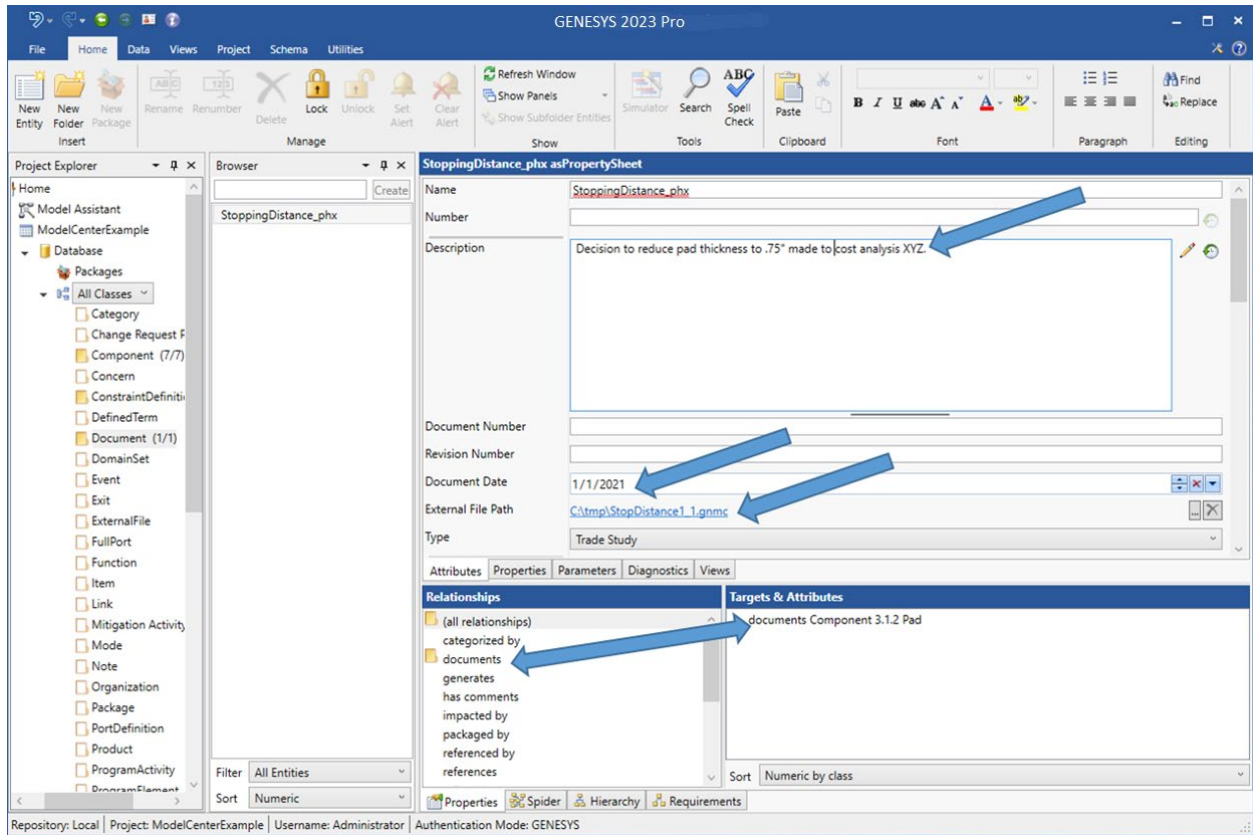 GENESYS 2023 Pro
File Home Data Views Project Schema Utilities
New Entity
New Folder
New Package
Rename
Renumber
Delete
Lock
Unlock
Set Alert
Clear Alert
Refresh Window
Show Panels
Show Subfolder Entities
Simulator
Search
ABC
Spell Check
Paste
B I U abc A A A ab
Find
Replace
Insert Manage Show Tools Clipboard Font Paragraph Editing
Project Explorer
Home
Model Assistant
ModelCenterExample
Database
Packages
All Classes
Category
Change Request P
Component (7/7)
Concern
ConstraintDefiniti
DefinedTerm
Document (1/1)
DomainSet
Event
Exit
ExternalFile
FullPort
Function
Item
Link
Mitigation Activity
Mode
Note
Organization
Package
PortDefinition
Product
ProgramActivity
ProgramElement
Browser
Create
StoppingDistance_phx
Filter All Entities
Sort Numeric
StoppingDistance_phx asPropertySheet
Name StoppingDistance_phx
Number
Description Decision to reduce pad thickness to .75" made to cost analysis XYZ.
Document Number
Revision Number
Document Date 1/1/2021
External File Path C:\tmp\StopDistance1_1.gnmc
Type Trade Study
Attributes Properties Parameters Diagnostics Views
Relationships
(all relationships)
categorized by
documents
generates
has comments
impacted by
packaged by
referenced by
references
Targets & Attributes
documents Component 3.1.2 Pad
Sort Numeric by class
Properties Spider Hierarchy Requirements
Repository: Local Project: ModelCenterExample Username: Administrator Authentication Mode: GENESYS